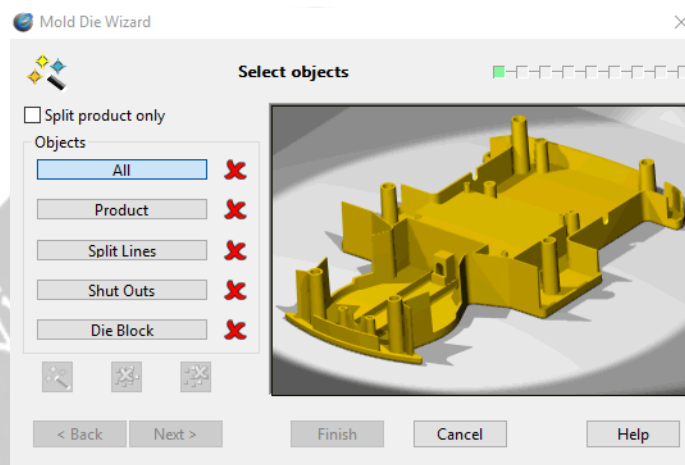 Mold Die Wizard
Select objects
Split product only
Objects
All
Product
Split Lines
Shut Outs
Die Block
< Back Next > Finish Cancel Help